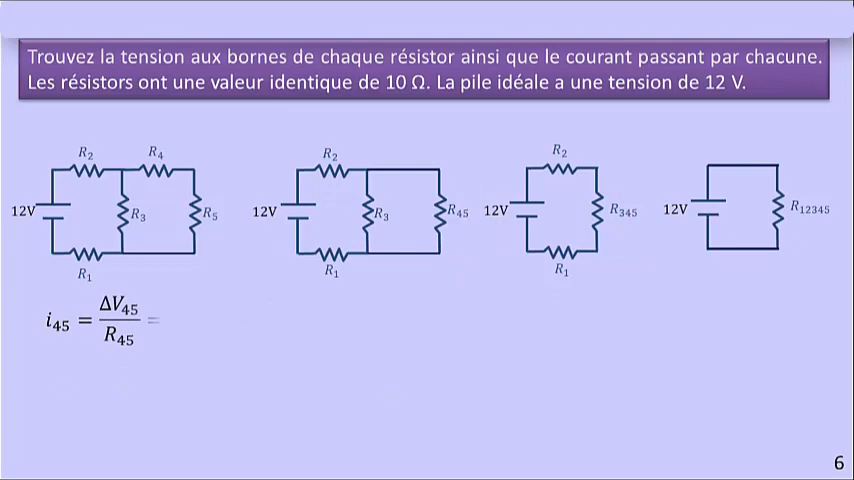 Trouvez la tension aux bornes de chaque résistor ainsi que le courant passant par chacune.
Les résistors ont une valeur identique de 10 Ω. La pile idéale a une tension de 12 V.
R₂ R₄
12V R₃ R₅
R₁
R₂
12V R₃ R₄₅
R₁
R₂
12V R₃₄₅
R₁
12V R₁₂₃₄₅
i₄₅ = ΔV₄₅ / R₄₅ =
6